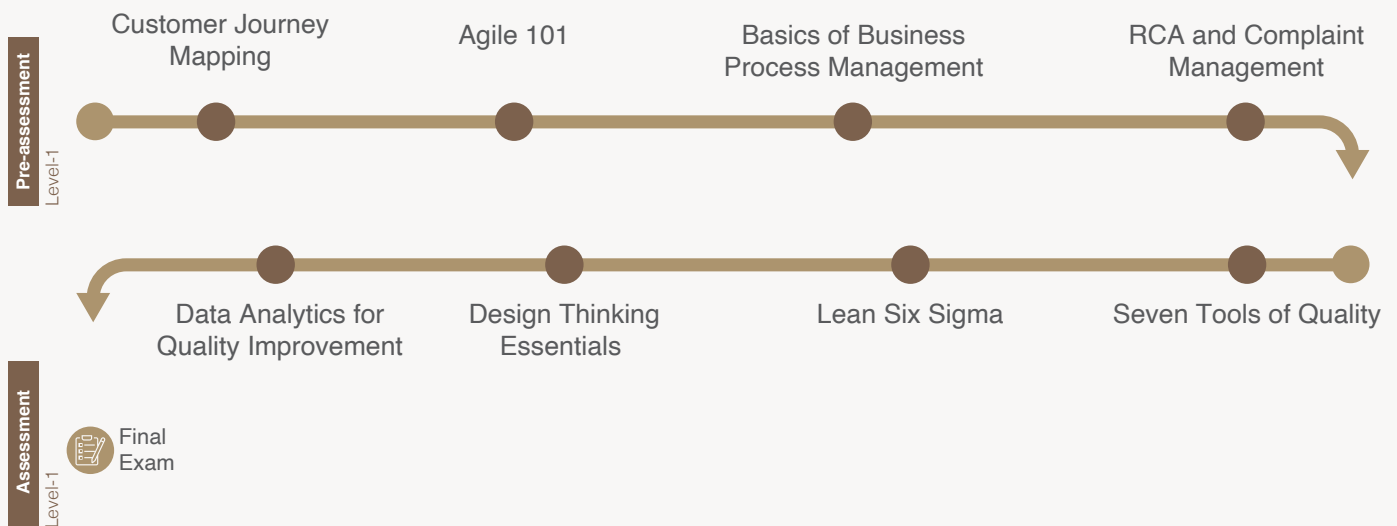 Pre-assessment
Level-1
Customer Journey
Mapping
Agile 101
Basics of Business
Process Management
RCA and Complaint
Management
Data Analytics for
Quality Improvement
Design Thinking
Essentials
Lean Six Sigma
Seven Tools of Quality
Assessment
Level-1
Final
Exam